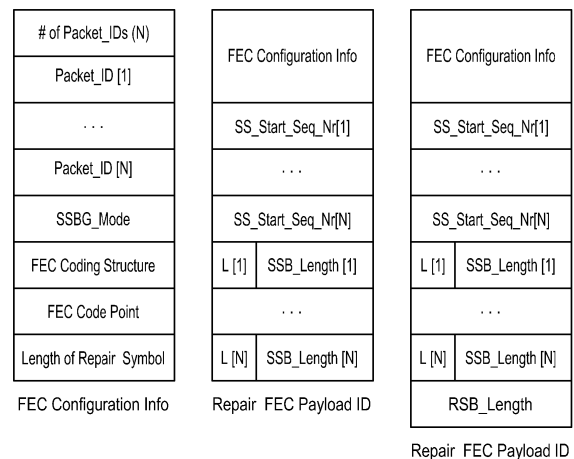 # of Packet_IDs (N)
Packet_ID [1]
. . .
Packet_ID [N]
SSBG_Mode
FEC Coding Structure
FEC Code Point
Length of Repair Symbol
FEC Configuration Info
FEC Configuration Info
SS_Start_Seq_Nr[1]
. . .
SS_Start_Seq_Nr[N]
L [1] SSB_Length [1]
. . .
L [N] SSB_Length [N]
Repair FEC Payload ID
FEC Configuration Info
SS_Start_Seq_Nr[1]
. . .
SS_Start_Seq_Nr[N]
L [1] SSB_Length [1]
. . .
L [N] SSB_Length [N]
RSB_Length
Repair FEC Payload ID